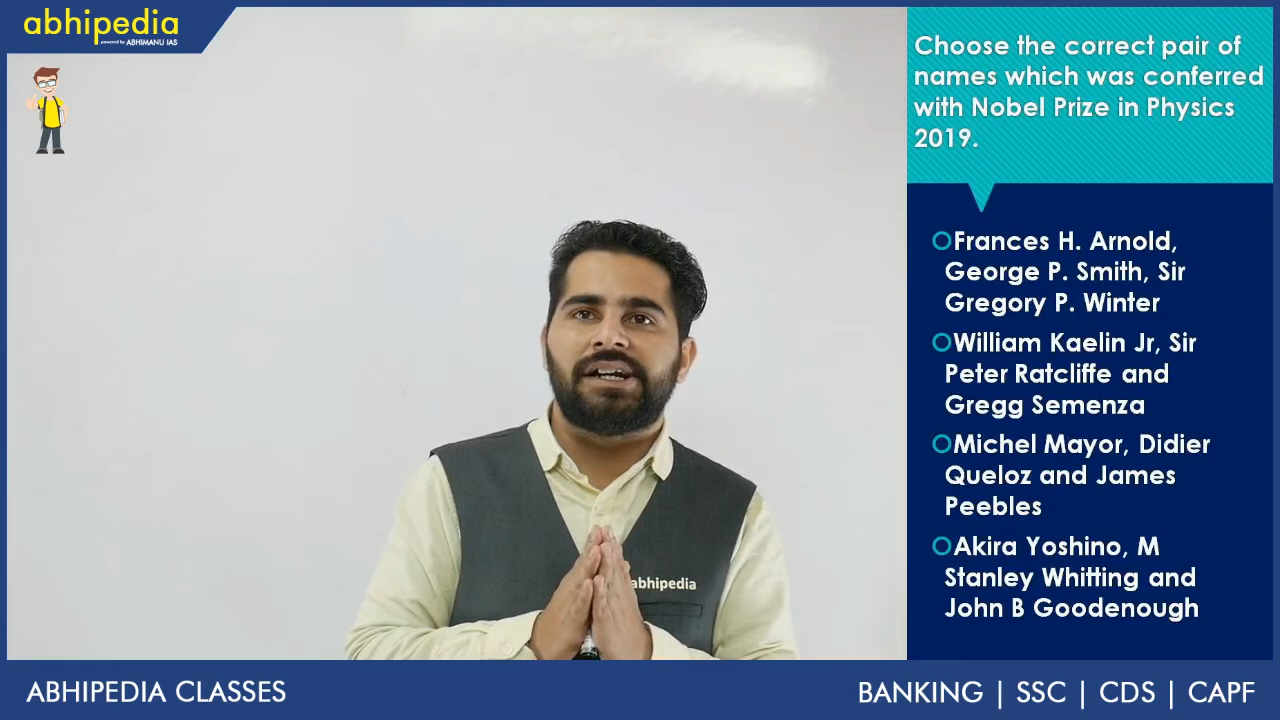 abhipedia
powered by ABHIMANU IAS
Choose the correct pair of
names which was conferred
with Nobel Prize in Physics
2019.
Frances H. Arnold,
George P. Smith, Sir
Gregory P. Winter
William Kaelin Jr, Sir
Peter Ratcliffe and
Gregg Semenza
Michel Mayor, Didier
Queloz and James
Peebles
Akira Yoshino, M
Stanley Whitting and
John B Goodenough
abhipedia
ABHIPEDIA CLASSES
BANKING | SSC | CDS | CAPF